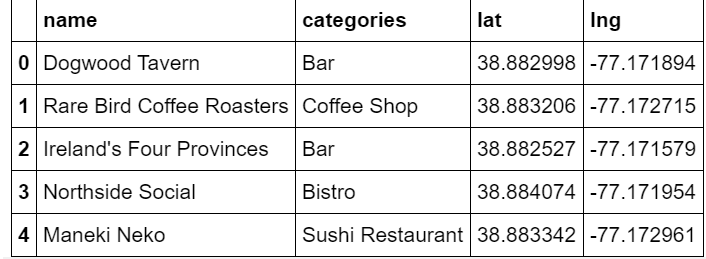 name categories lat lng
0 Dogwood Tavern Bar 38.882998 -77.171894
1 Rare Bird Coffee Roasters Coffee Shop 38.883206 -77.172715
2 Ireland's Four Provinces Bar 38.882527 -77.171579
3 Northside Social Bistro 38.884074 -77.171954
4 Maneki Neko Sushi Restaurant 38.883342 -77.172961